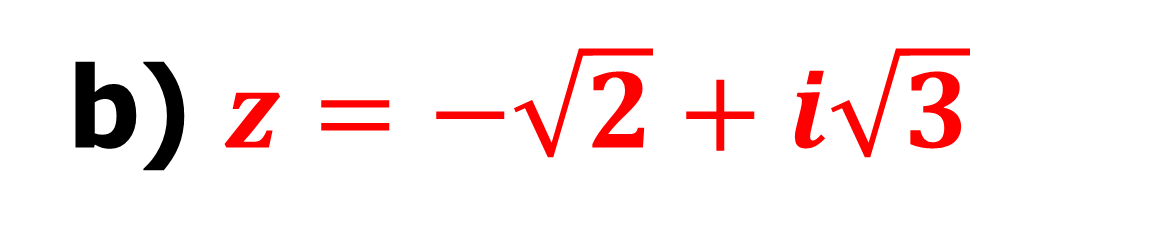 b) z = −√2 + i√3